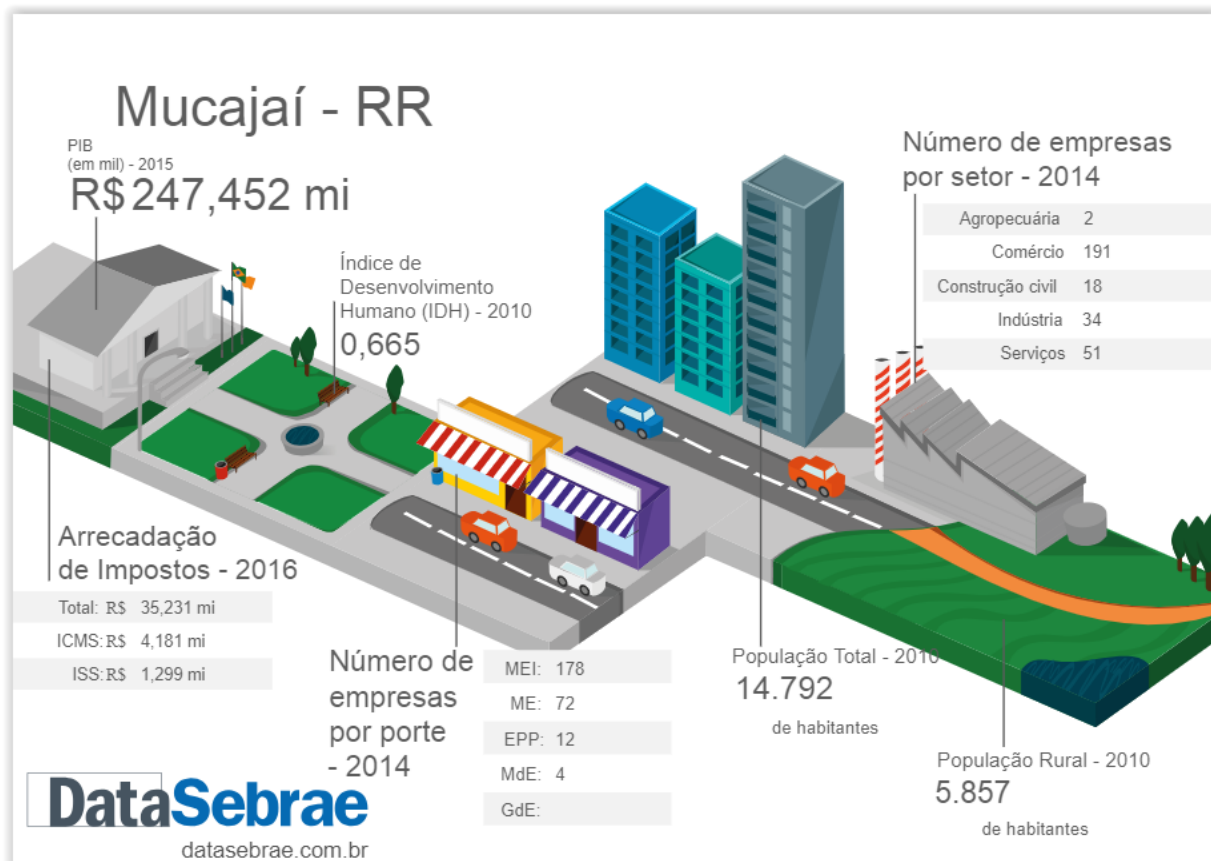 Mucajaí - RR
PIB
(em mil) - 2015
R$ 247,452 mi
Índice de
Desenvolvimento
Humano (IDH) - 2010
0,665
Número de empresas
por setor - 2014
Agropecuária 2
Comércio 191
Construção civil 18
Indústria 34
Serviços 51
Arrecadação
de Impostos - 2016
Total: R$ 35,231 mi
ICMS: R$ 4,181 mi
ISS: R$ 1,299 mi
Número de
empresas
por porte
- 2014
MEI: 178
ME: 72
EPP: 12
MdE: 4
GdE:
População Total - 2010
14.792
de habitantes
População Rural - 2010
5.857
de habitantes
DataSebrae
datasebrae.com.br